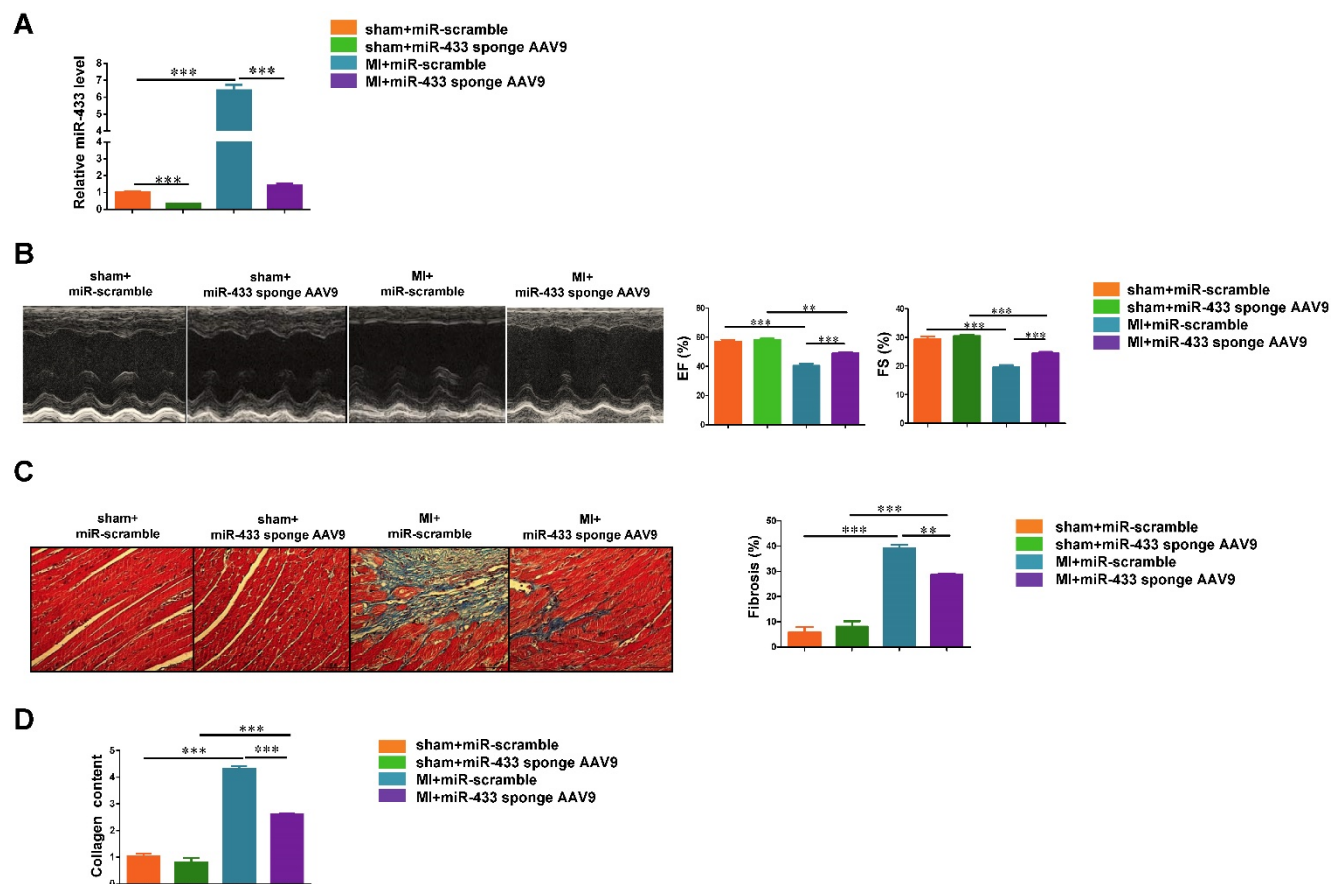 A
sham+miR-scramble
sham+miR-433 sponge AAV9
MI+miR-scramble
MI+miR-433 sponge AAV9
Relative miR-433 level
8
7
6
5
4
4
3
2
1
0
***
***
***
B
sham+
miR-scramble
sham+
miR-433 sponge AAV9
MI+
miR-scramble
MI+
miR-433 sponge AAV9
EF (%)
80
60
40
20
0
**
***
***
FS (%)
40
30
20
10
0
***
***
***
sham+miR-scramble
sham+miR-433 sponge AAV9
MI+miR-scramble
MI+miR-433 sponge AAV9
C
sham+
miR-scramble
sham+
miR-433 sponge AAV9
MI+
miR-scramble
MI+
miR-433 sponge AAV9
Fibrosis (%)
50
40
30
20
10
0
***
***
**
sham+miR-scramble
sham+miR-433 sponge AAV9
MI+miR-scramble
MI+miR-433 sponge AAV9
D
Collagen content
5
4
3
2
1
***
***
***
sham+miR-scramble
sham+miR-433 sponge AAV9
MI+miR-scramble
MI+miR-433 sponge AAV9